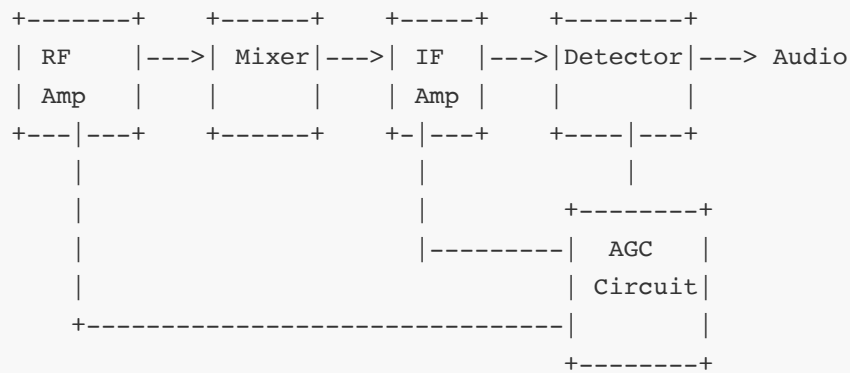 RF Mixer IF Detector Audio
Amp Amp
AGC
Circuit